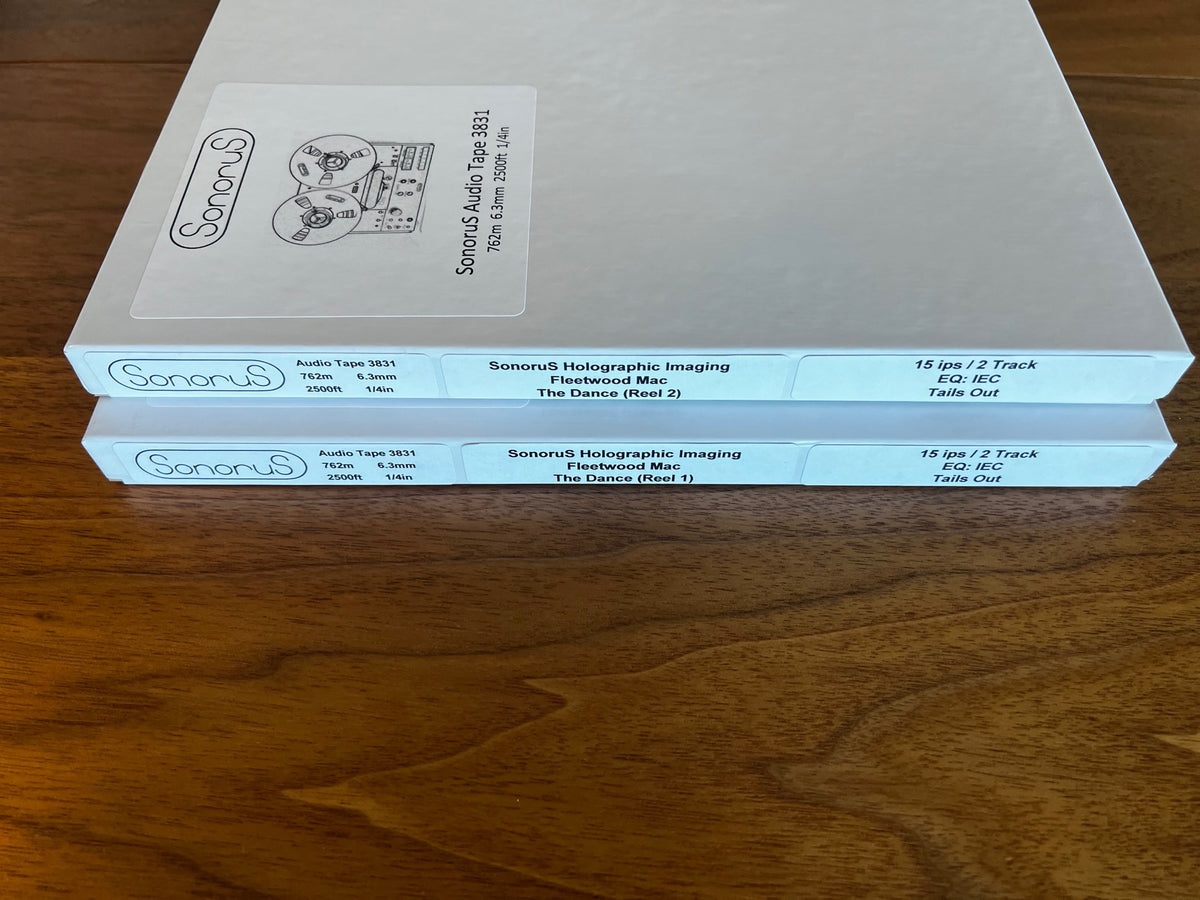 SonoruS
SonoruS Audio Tape 3831
762m 6.3mm 2500ft 1/4in
SonoruS
Audio Tape 3831
762m 6.3mm
2500ft 1/4in
SonoruS Holographic Imaging
Fleetwood Mac
The Dance (Reel 2)
15 ips / 2 Track
EQ: IEC
Tails Out
SonoruS
Audio Tape 3831
762m 6.3mm
2500ft 1/4in
SonoruS Holographic Imaging
Fleetwood Mac
The Dance (Reel 1)
15 ips / 2 Track
EQ: IEC
Tails Out